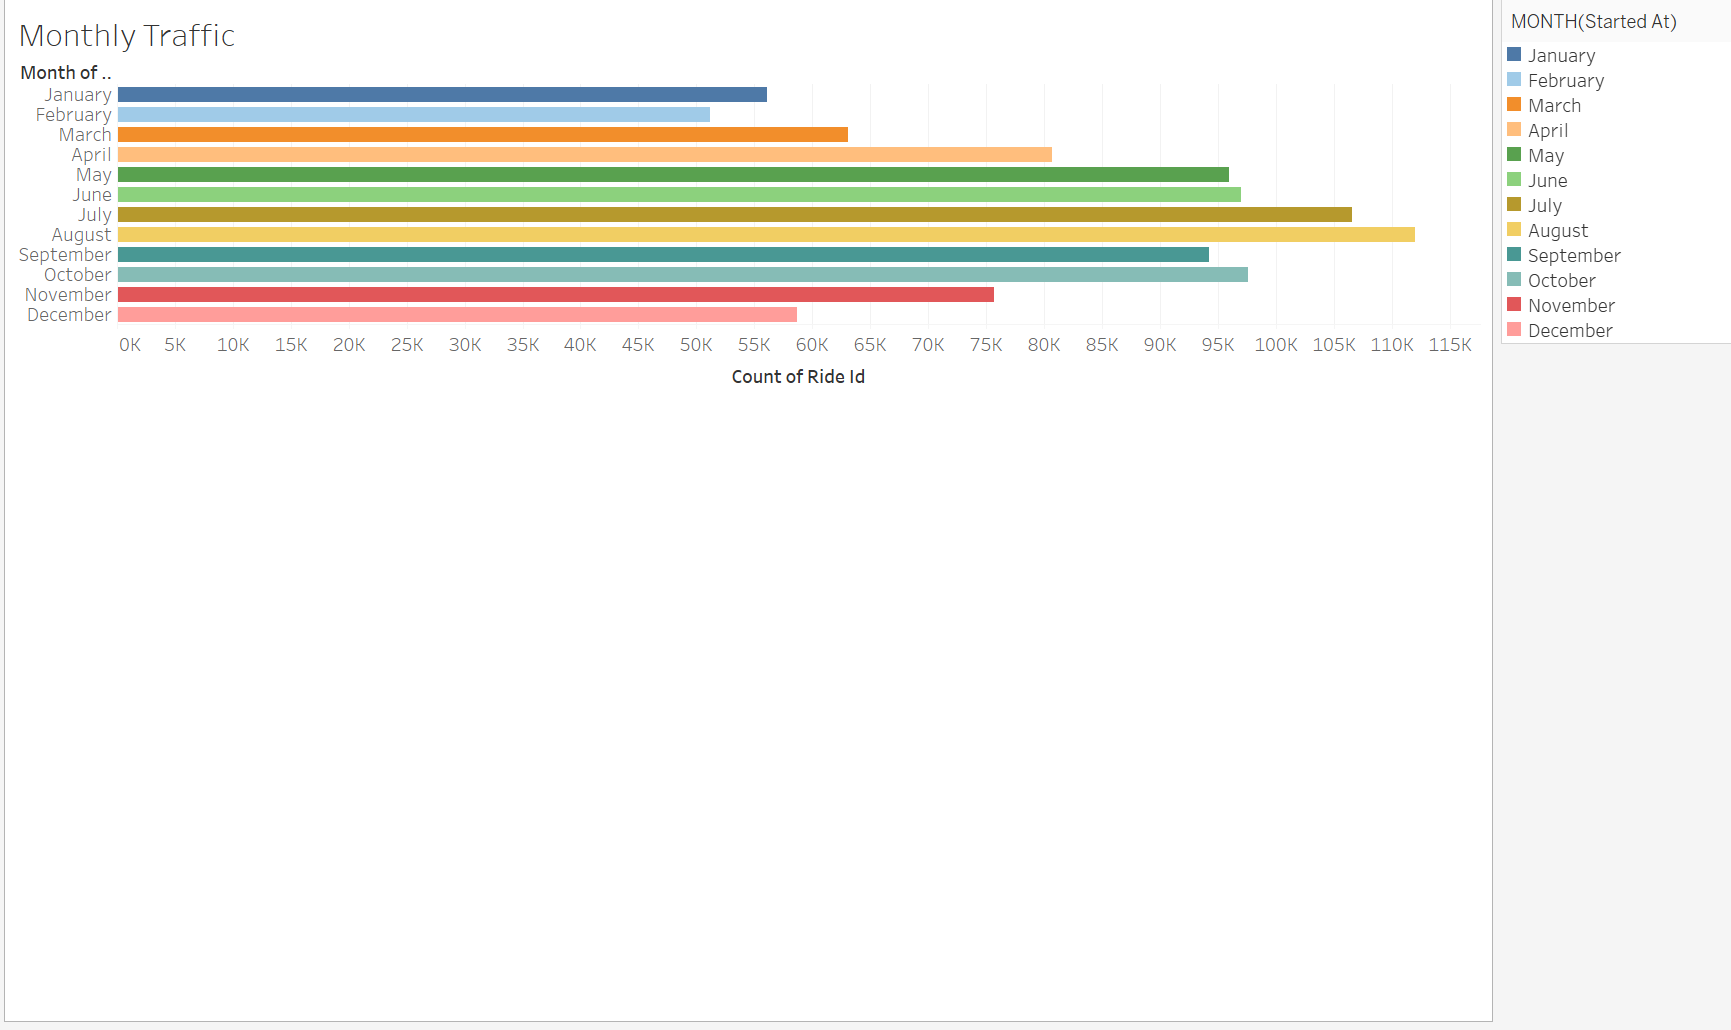 Monthly Traffic
Month of ..
January
February
March
April
May
June
July
August
September
October
November
December
0K 5K 10K 15K 20K 25K 30K 35K 40K 45K 50K 55K 60K 65K 70K 75K 80K 85K 90K 95K 100K 105K 110K 115K
Count of Ride Id
MONTH(Started At)
January
February
March
April
May
June
July
August
September
October
November
December